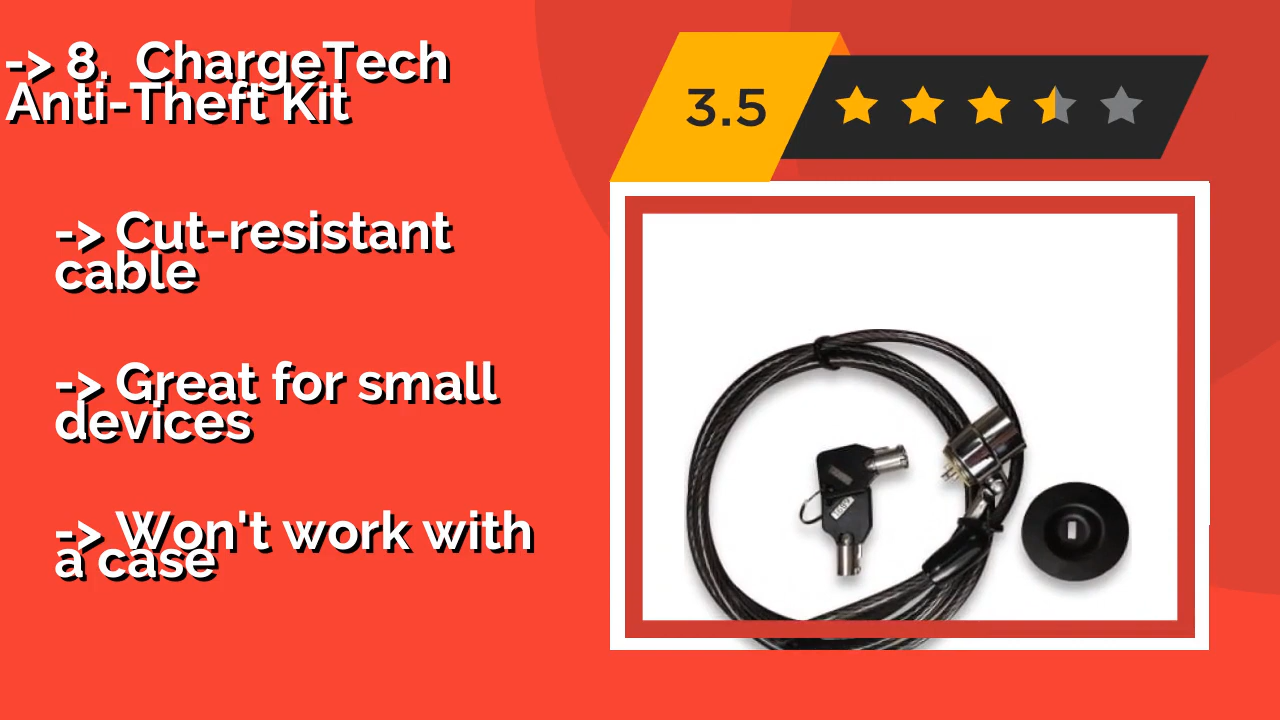 -> 8.  ChargeTech
Anti-Theft Kit
3.5
-> Cut-resistant
cable
-> Great for small
devices
-> Won't work with
a case